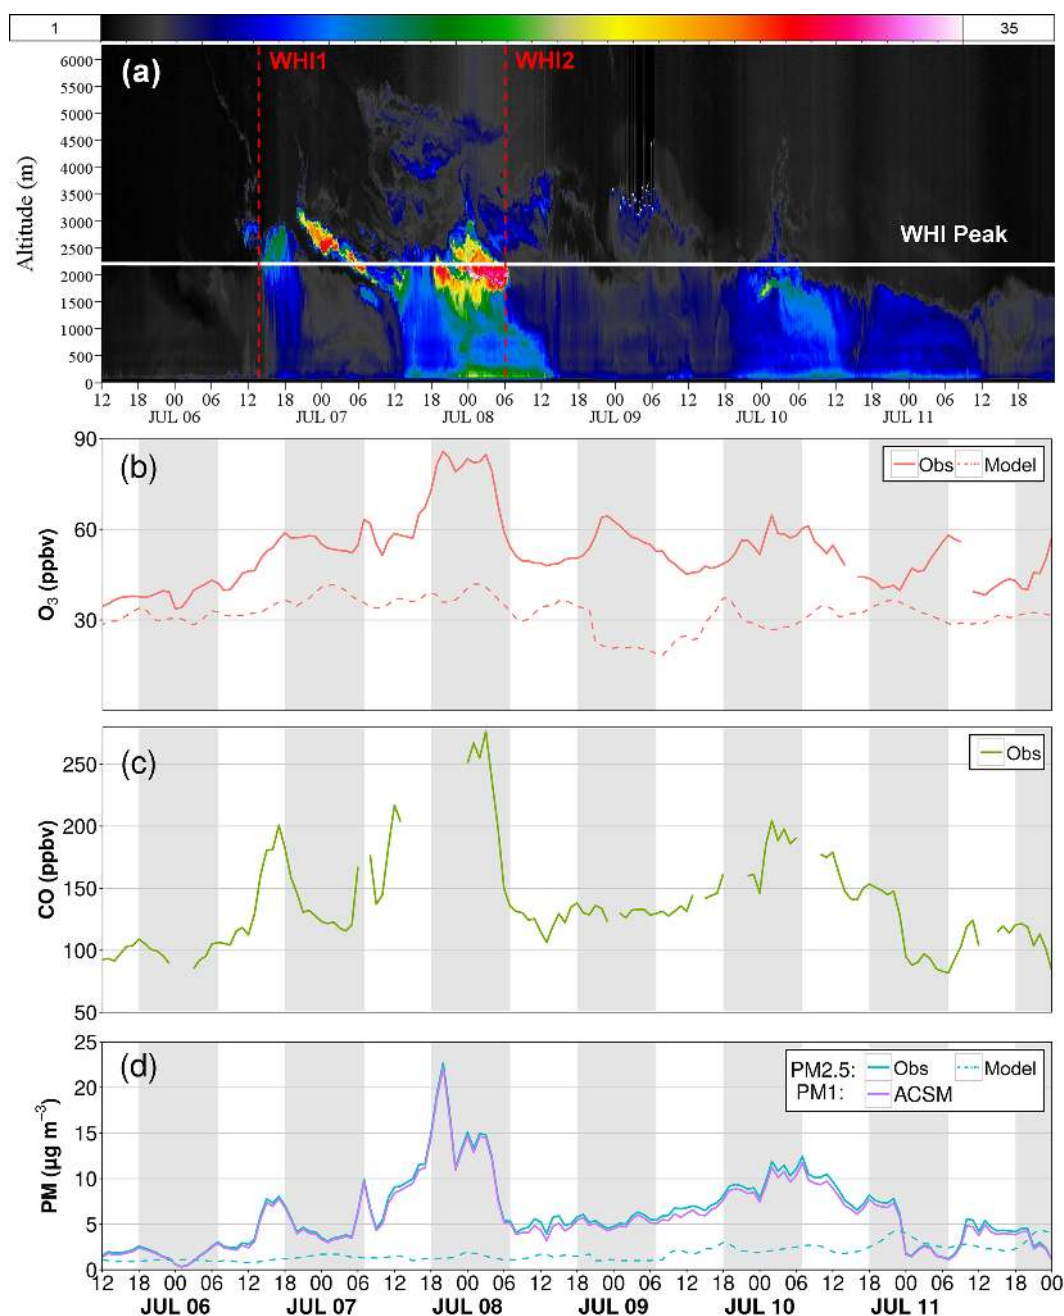 1 35
(a) WHI1 WHI2
6000
5500
5000
4500
4000
3500
3000
2500
2000
1500
1000
500
0
Altitude (m)
WHI Peak
12 18 00 06 12 18 00 06 12 18 00 06 12 18 00 06 12 18 00 06 12 18 00 06 12 18
JUL 06 JUL 07 JUL 08 JUL 09 JUL 10 JUL 11
(b)
Obs Model
90
60
30
O₃ (ppbv)
(c)
Obs
250
200
150
100
50
CO (ppbv)
(d)
PM2.5: Obs Model
PM1: ACSM
25
20
15
10
5
0
PM (µg m⁻³)
12 18 00 06 12 18 00 06 12 18 00 06 12 18 00 06 12 18 00 06 12 18 00 06 12 18 00
JUL 06 JUL 07 JUL 08 JUL 09 JUL 10 JUL 11